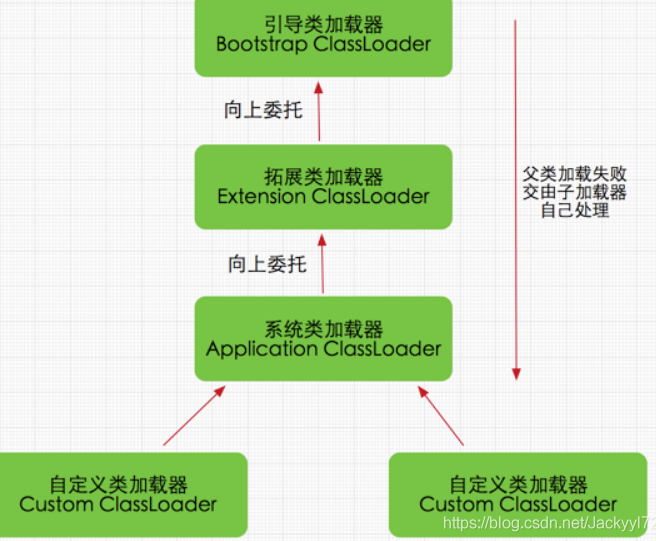 引导类加载器
Bootstrap ClassLoader
向上委托
拓展类加载器
Extension ClassLoader
父类加载失败
交由子加载器
自己处理
向上委托
系统类加载器
Application ClassLoader
自定义类加载器
Custom ClassLoader
自定义类加载器
Custom ClassLoader
https://blog.csdn.net/Jackyyl72